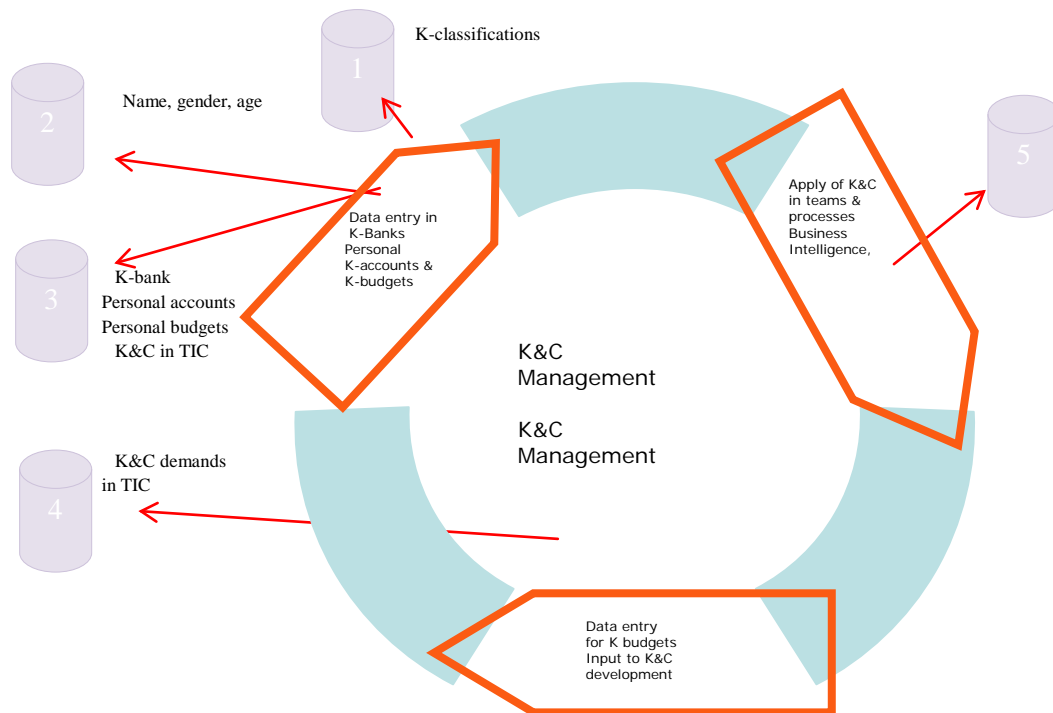 K-classifications
1
Name, gender, age
2
5
Apply of K&C
in teams &
processes
Business
Intelligence,
Data entry in
K-Banks
Personal
K-accounts &
K-budgets
3
K-bank
Personal accounts
Personal budgets
K&C in TIC
K&C
Management
K&C
Management
K&C demands
in TIC
4
Data entry
for K budgets
Input to K&C
development